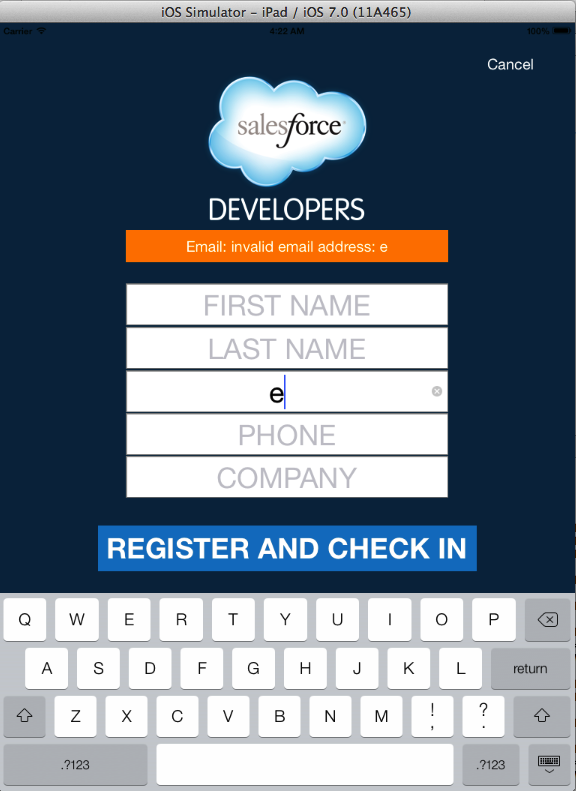 iOS Simulator – iPad / iOS 7.0 (11A465)
Carrier 4:22 AM 100%
Cancel
salesforce
DEVELOPERS
Email: invalid email address: e
FIRST NAME
LAST NAME
e
PHONE
COMPANY
REGISTER AND CHECK IN
Q W E R T Y U I O P
A S D F G H J K L return
Z X C V B N M ! , ? .
.?123 .?123